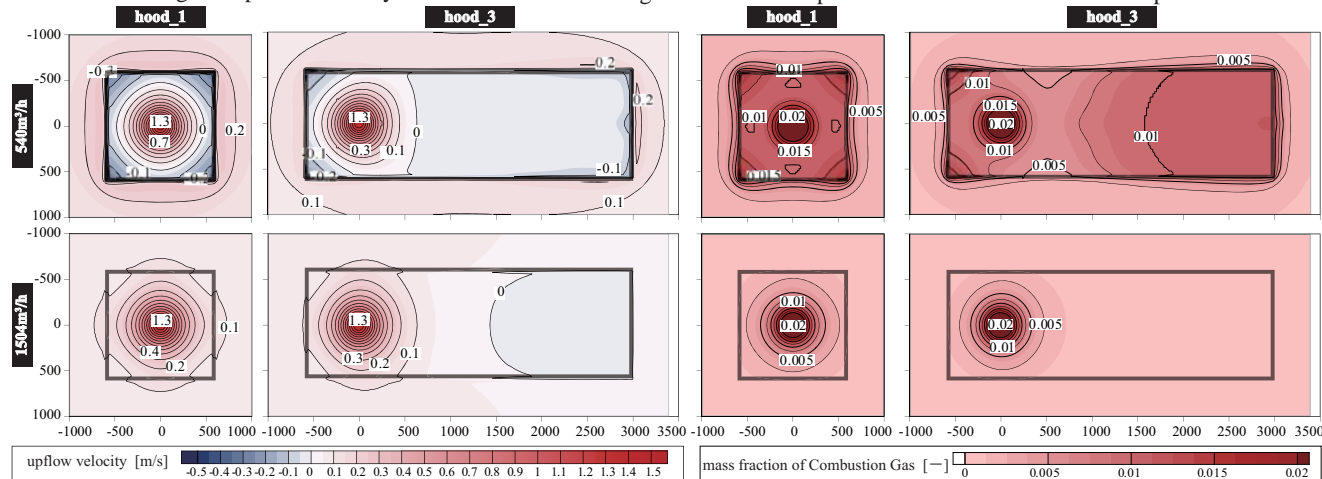 hood_1 hood_3 hood_1 hood_3
-1000 -500 0 500 1000
540m³/h
1.3 0.7 0 0.2 -0.1
0.2 0.2 0 0.1 0.3 -0.1 -0.1 0.1 0.1
0.01 0.005 0.01 0.02 0.015 0.015
0.005 0.01 0.015 0.02 0.01 0.005 0.01 0.005
-1000 -500 0 500 1000
1504m³/h
1.3 0.4 0.2 0.1
1.3 0.3 0.2 0.1 0
0.01 0.02 0.005
0.02 0.005 0.01
-1000 -500 0 500 1000 -1000 -500 0 500 1000 1500 2000 2500 3000 3500 -1000 -500 0 500 1000 -1000 -500 0 500 1000 1500 2000 2500 3000 3500
upflow velocity [m/s]
-0.5 -0.4 -0.3 -0.2 -0.1 0 0.1 0.2 0.3 0.4 0.5 0.6 0.7 0.8 0.9 1 1.1 1.2 1.3 1.4 1.5
mass fraction of Combustion Gas [—]
0 0.005 0.01 0.015 0.02